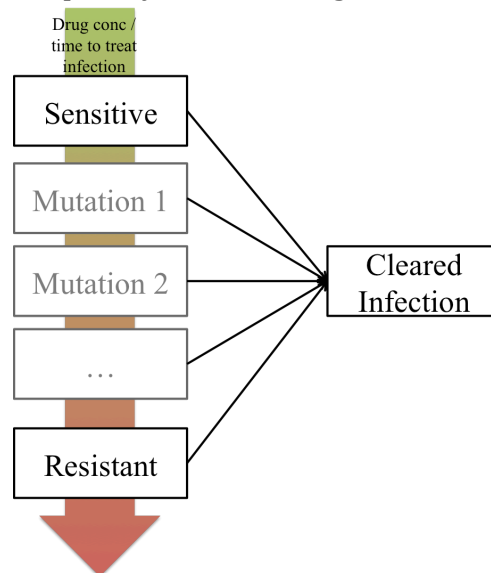 Drug conc /
time to treat
infection
Sensitive
Mutation 1
Mutation 2
...
Resistant
Cleared
Infection